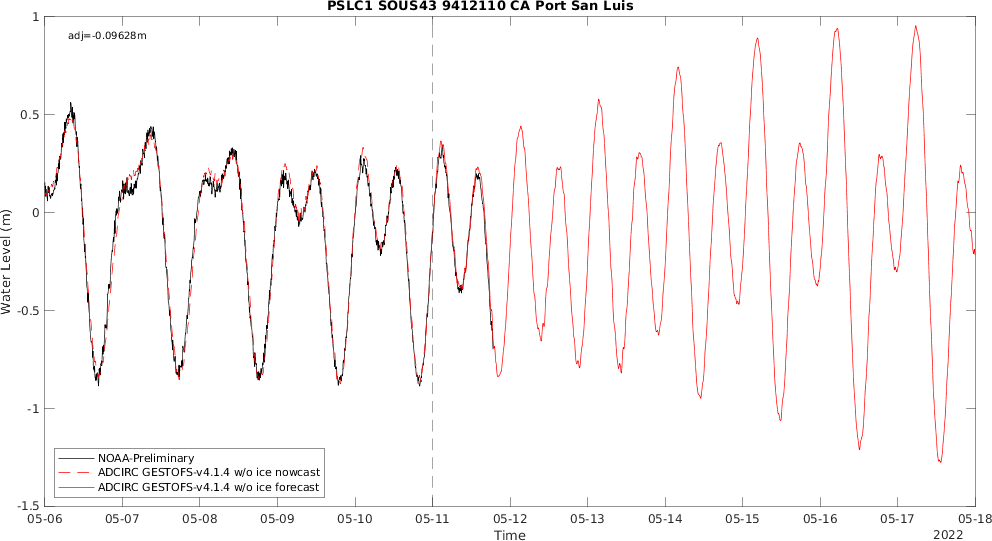 PSLC1 SOUS43 9412110 CA Port San Luis
adj=-0.09628m
1
0.5
0
-0.5
-1
-1.5
Water Level (m)
NOAA-Preliminary
ADCIRC GESTOFS-v4.1.4 w/o ice nowcast
ADCIRC GESTOFS-v4.1.4 w/o ice forecast
05-06 05-07 05-08 05-09 05-10 05-11 05-12 05-13 05-14 05-15 05-16 05-17 05-18
Time
2022